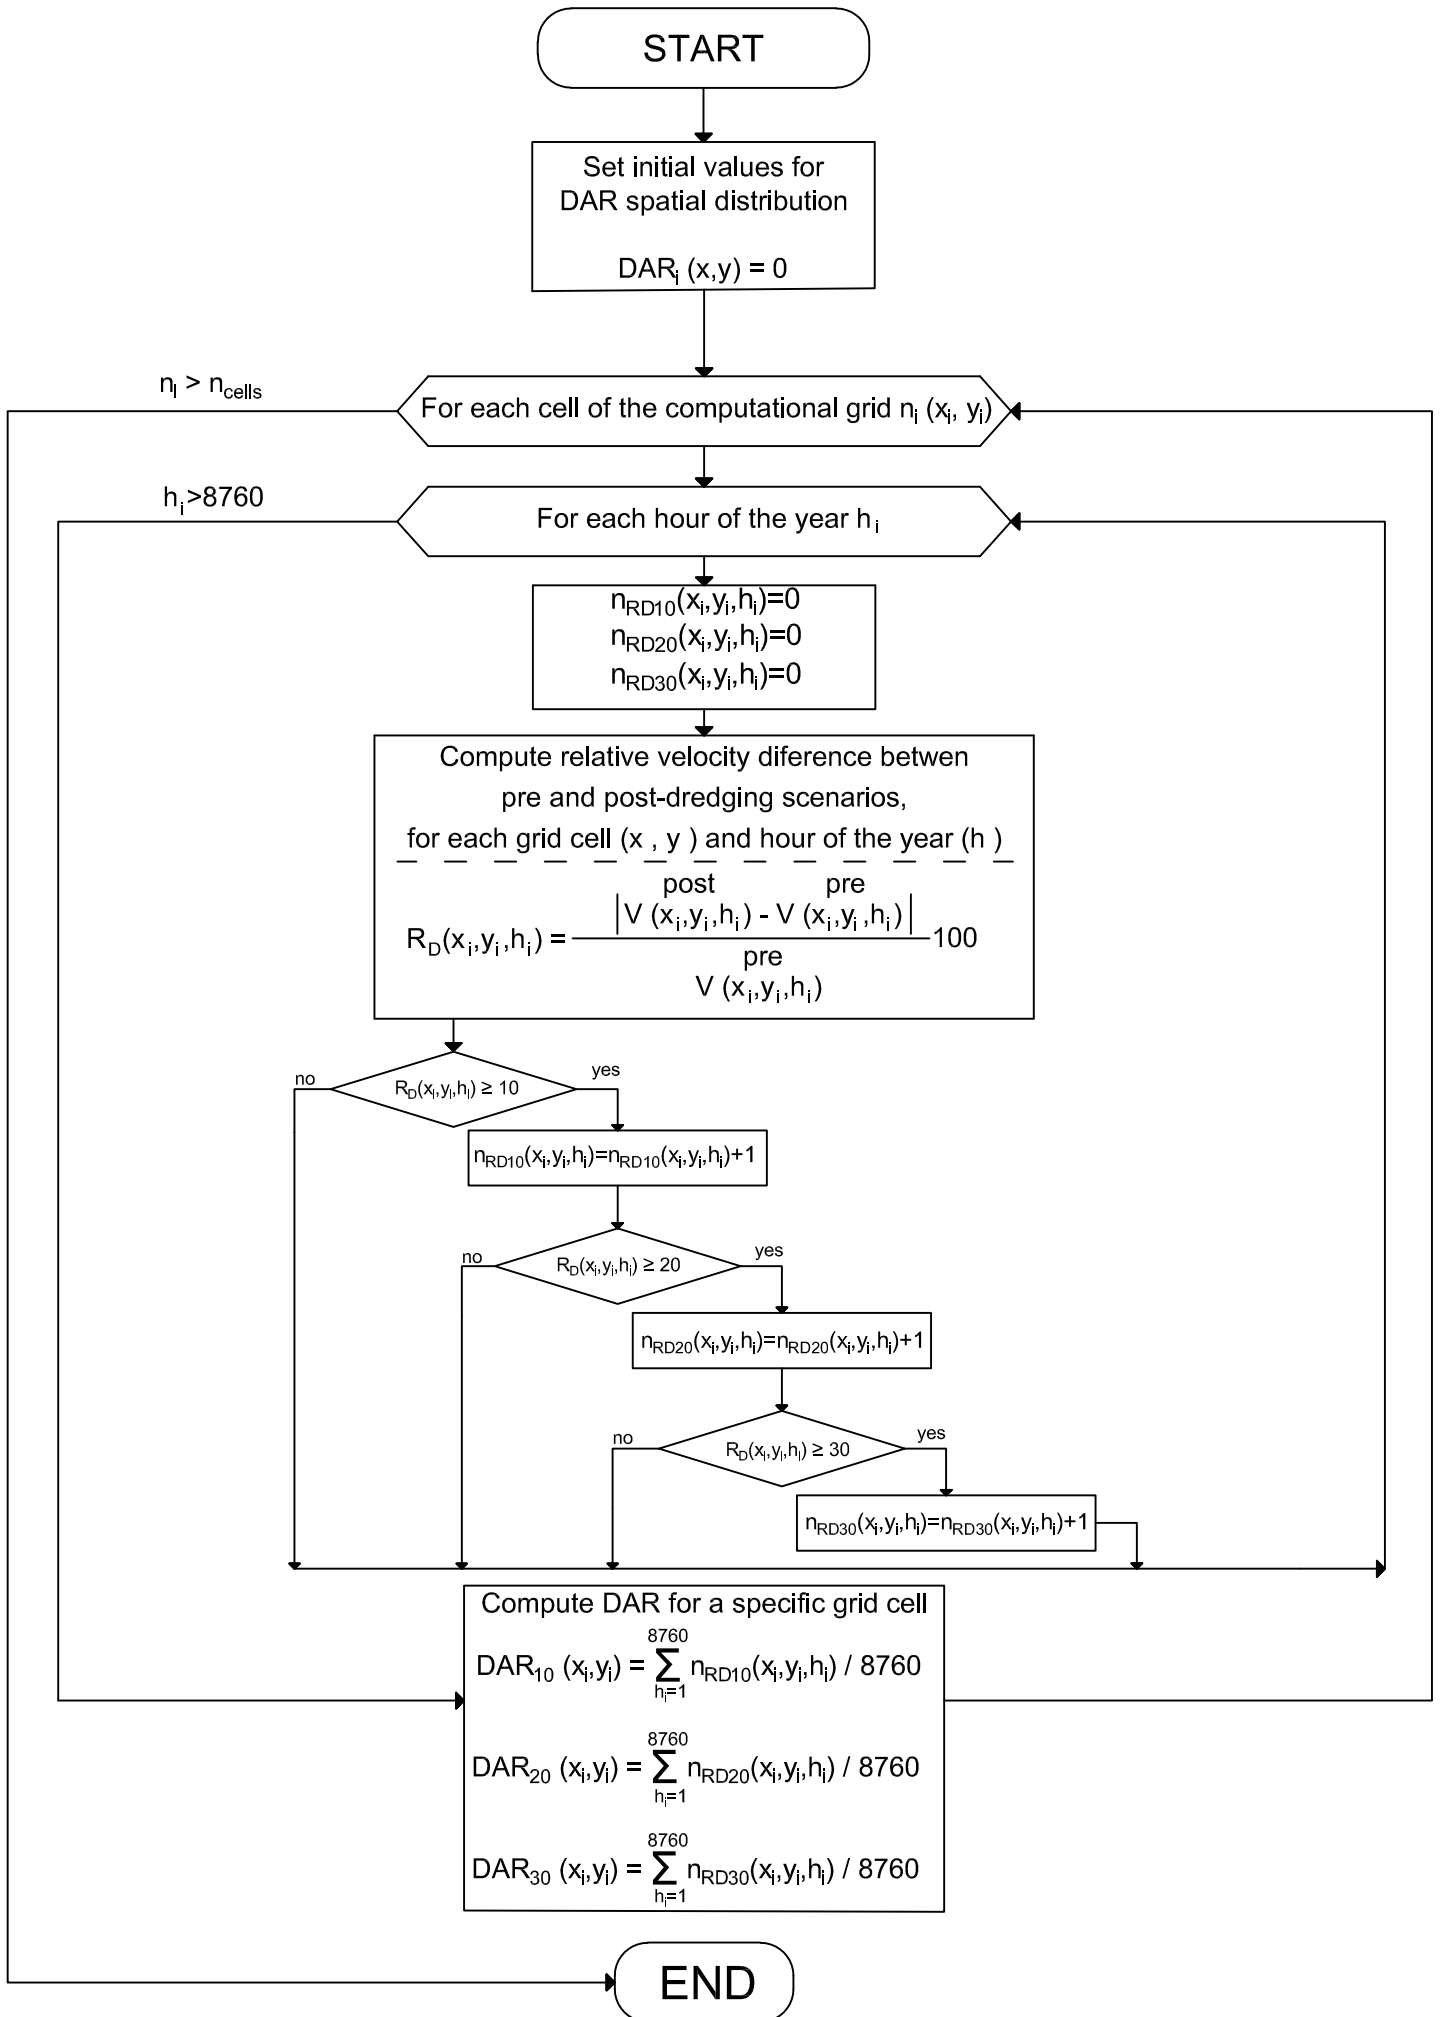 START
Set initial values for
DAR spatial distribution
DARi (x,y) = 0
nI > ncells
For each cell of the computational grid ni (xi, yi)
hi>8760
For each hour of the year hi
nRD10(xi,yi,hi)=0
nRD20(xi,yi,hi)=0
nRD30(xi,yi,hi)=0
Compute relative velocity diference betwen
pre and post-dredging scenarios,
for each grid cell (x , y ) and hour of the year (h )
post pre
|V (xi,yi,hi) - V (xi,yi,hi)|
RD(xi,yi,hi) = 100
pre
V (xi,yi,hi)
no
yes
RD(xi,yi,hi) ≥ 10
nRD10(xi,yi,hi)=nRD10(xi,yi,hi)+1
no
yes
RD(xi,yi,hi) ≥ 20
nRD20(xi,yi,hi)=nRD20(xi,yi,hi)+1
no
yes
RD(xi,yi,hi) ≥ 30
nRD30(xi,yi,hi)=nRD30(xi,yi,hi)+1
Compute DAR for a specific grid cell
8760
DAR10 (xi,yi) = ∑ nRD10(xi,yi,hi) / 8760
hi=1
8760
DAR20 (xi,yi) = ∑ nRD20(xi,yi,hi) / 8760
hi=1
8760
DAR30 (xi,yi) = ∑ nRD30(xi,yi,hi) / 8760
hi=1
END